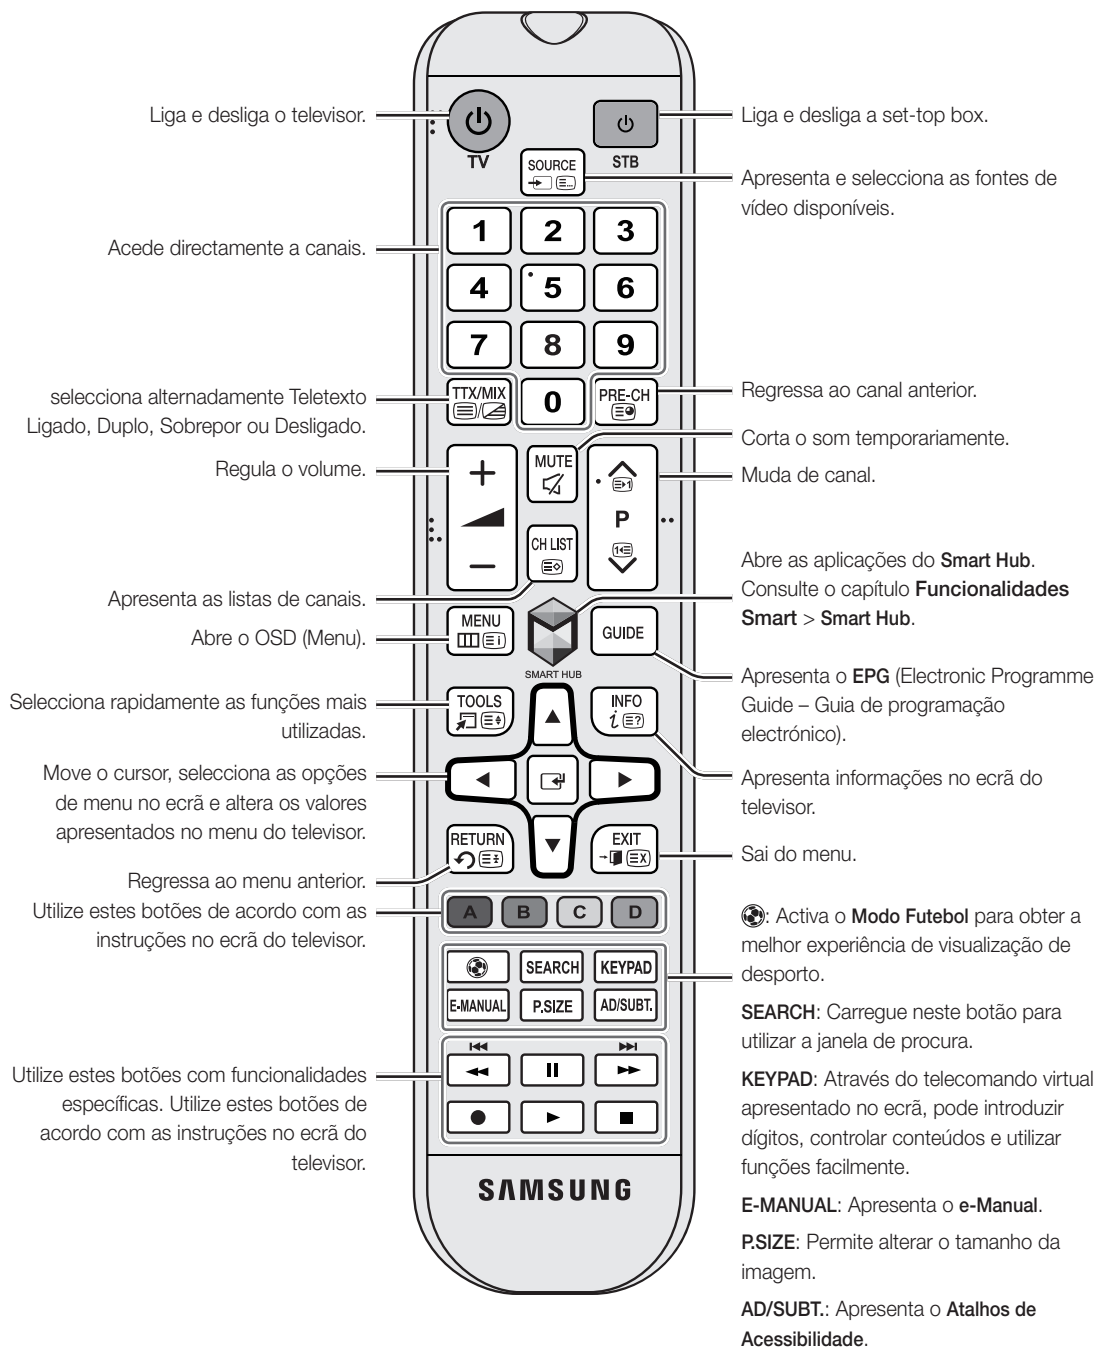 Liga e desliga o televisor.
Liga e desliga a set-top box.
TV
STB
SOURCE
Apresenta e selecciona as fontes de
vídeo disponíveis.
Acede directamente a canais.
1 2 3
4 5 6
7 8 9
0
selecciona alternadamente Teletexto
Ligado, Duplo, Sobrepor ou Desligado.
TTX/MIX
PRE-CH
Regressa ao canal anterior.
Corta o som temporariamente.
Regula o volume.
+
−
MUTE
P
Muda de canal.
CH LIST
Apresenta as listas de canais.
Abre as aplicações do Smart Hub.
Consulte o capítulo Funcionalidades
Smart > Smart Hub.
Abre o OSD (Menu).
MENU
SMART HUB
GUIDE
Apresenta o EPG (Electronic Programme
Guide – Guia de programação
electrónico).
Selecciona rapidamente as funções mais
utilizadas.
TOOLS
INFO
Apresenta informações no ecrã do
televisor.
Move o cursor, selecciona as opções
de menu no ecrã e altera os valores
apresentados no menu do televisor.
RETURN
EXIT
Sai do menu.
Regressa ao menu anterior.
Utilize estes botões de acordo com as
instruções no ecrã do televisor.
A B C D
SEARCH KEYPAD
E-MANUAL P.SIZE AD/SUBT.
: Activa o Modo Futebol para obter a
melhor experiência de visualização de
desporto.
SEARCH: Carregue neste botão para
utilizar a janela de procura.
KEYPAD: Através do telecomando virtual
apresentado no ecrã, pode introduzir
dígitos, controlar conteúdos e utilizar
funções facilmente.
E-MANUAL: Apresenta o e-Manual.
P.SIZE: Permite alterar o tamanho da
imagem.
AD/SUBT.: Apresenta o Atalhos de
Acessibilidade.
Utilize estes botões com funcionalidades
específicas. Utilize estes botões de
acordo com as instruções no ecrã do
televisor.
SAMSUNG